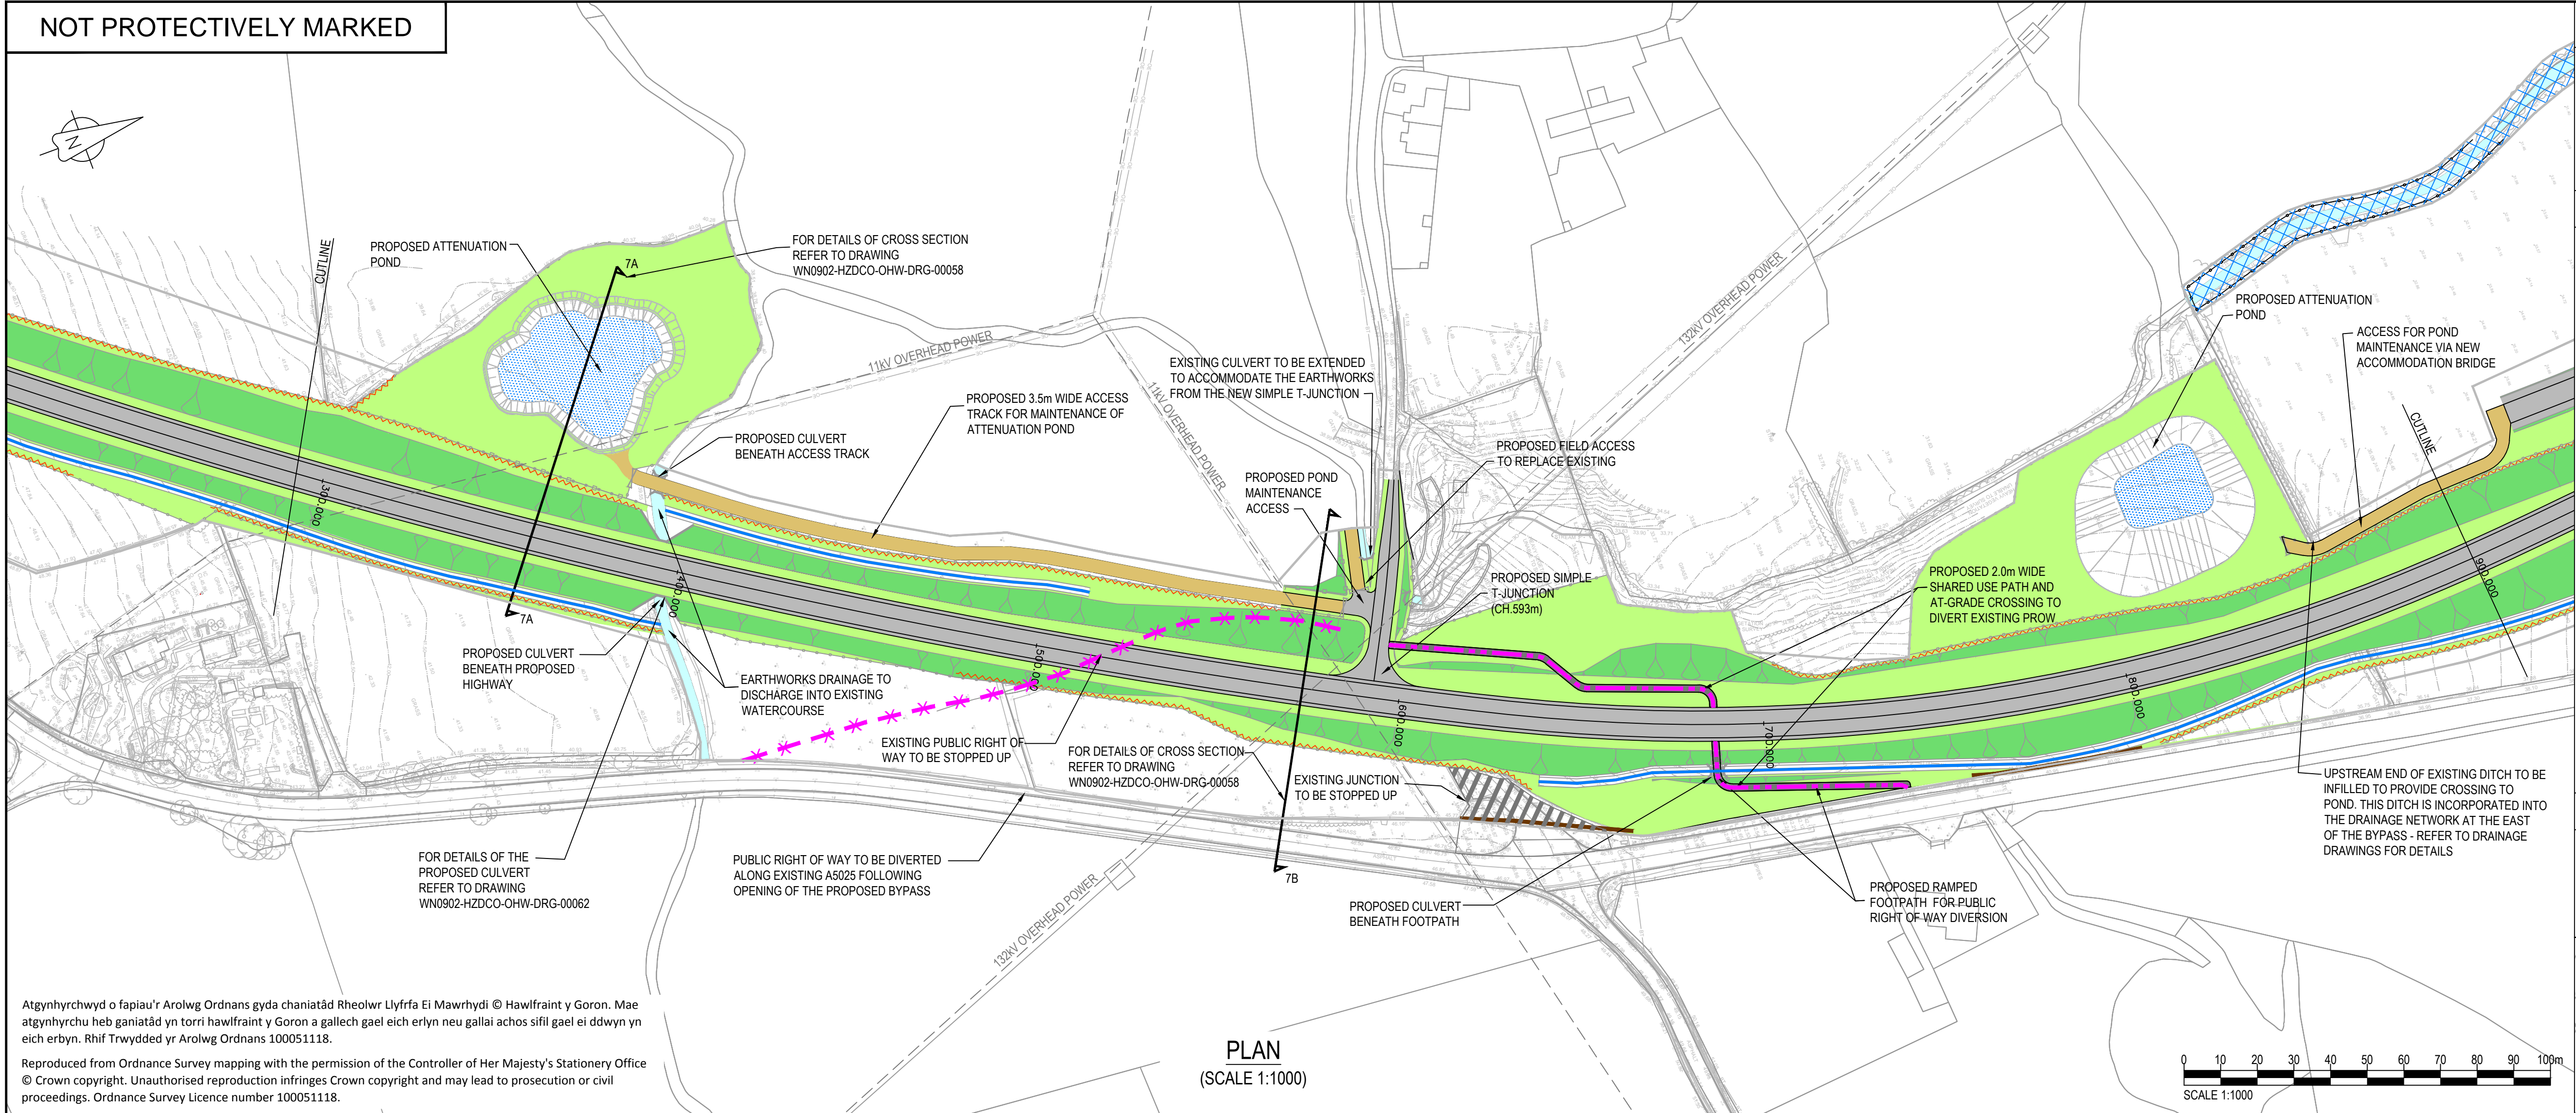 NOT PROTECTIVELY MARKED
N
CUTLINE
PROPOSED ATTENUATION
POND
7A
FOR DETAILS OF CROSS SECTION
REFER TO DRAWING
WN0902-HZDCO-OHW-DRG-00058
11kV OVERHEAD POWER
PROPOSED CULVERT
BENEATH ACCESS TRACK
PROPOSED 3.5m WIDE ACCESS
TRACK FOR MAINTENANCE OF
ATTENUATION POND
11kV OVERHEAD POWER
EXISTING CULVERT TO BE EXTENDED
TO ACCOMMODATE THE EARTHWORKS
FROM THE NEW SIMPLE T-JUNCTION
PROPOSED POND
MAINTENANCE
ACCESS
PROPOSED FIELD ACCESS
TO REPLACE EXISTING
132kV OVERHEAD POWER
PROPOSED SIMPLE
T-JUNCTION
(CH.593m)
PROPOSED 2.0m WIDE
SHARED USE PATH AND
AT-GRADE CROSSING TO
DIVERT EXISTING PROW
PROPOSED ATTENUATION
POND
ACCESS FOR POND
MAINTENANCE VIA NEW
ACCOMMODATION BRIDGE
CUTLINE
300.000
400.000
500.000
600.000
700.000
800.000
900.000
7A
PROPOSED CULVERT
BENEATH PROPOSED
HIGHWAY
EARTHWORKS DRAINAGE TO
DISCHARGE INTO EXISTING
WATERCOURSE
EXISTING PUBLIC RIGHT OF
WAY TO BE STOPPED UP
FOR DETAILS OF CROSS SECTION
REFER TO DRAWING
WN0902-HZDCO-OHW-DRG-00058
EXISTING JUNCTION
TO BE STOPPED UP
7B
UPSTREAM END OF EXISTING DITCH TO BE
INFILLED TO PROVIDE CROSSING TO
POND. THIS DITCH IS INCORPORATED INTO
THE DRAINAGE NETWORK AT THE EAST
OF THE BYPASS - REFER TO DRAINAGE
DRAWINGS FOR DETAILS
FOR DETAILS OF THE
PROPOSED CULVERT
REFER TO DRAWING
WN0902-HZDCO-OHW-DRG-00062
PUBLIC RIGHT OF WAY TO BE DIVERTED
ALONG EXISTING A5025 FOLLOWING
OPENING OF THE PROPOSED BYPASS
132kV OVERHEAD POWER
PROPOSED CULVERT
BENEATH FOOTPATH
PROPOSED RAMPED
FOOTPATH FOR PUBLIC
RIGHT OF WAY DIVERSION
Atgynhyrchwyd o fapiau'r Arolwg Ordnans gyda chaniatâd Rheolwr Llyfrfa Ei Mawrhydi © Hawlfraint y Goron. Mae
atgynhyrchu heb ganiatâd yn torri hawlfraint y Goron a gallech gael eich erlyn neu gallai achos sifil gael ei ddwyn yn
eich erbyn. Rhif Trwydded yr Arolwg Ordnans 100051118.
Reproduced from Ordnance Survey mapping with the permission of the Controller of Her Majesty's Stationery Office
© Crown copyright. Unauthorised reproduction infringes Crown copyright and may lead to prosecution or civil
proceedings. Ordnance Survey Licence number 100051118.
PLAN
(SCALE 1:1000)
0 10 20 30 40 50 60 70 80 90 100m
SCALE 1:1000